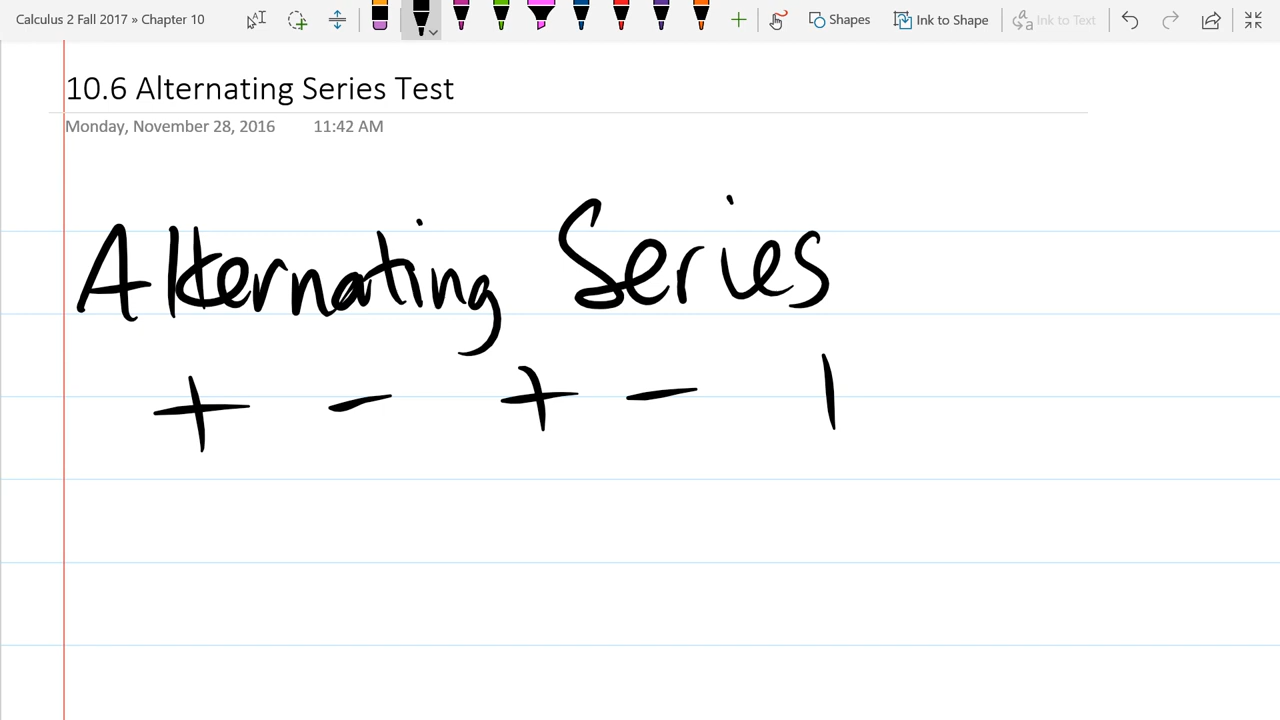 Calculus 2 Fall 2017 » Chapter 10
Shapes
Ink to Shape
Ink to Text
10.6 Alternating Series Test
Monday, November 28, 2016 11:42 AM
Alternating Series
+ - + - |